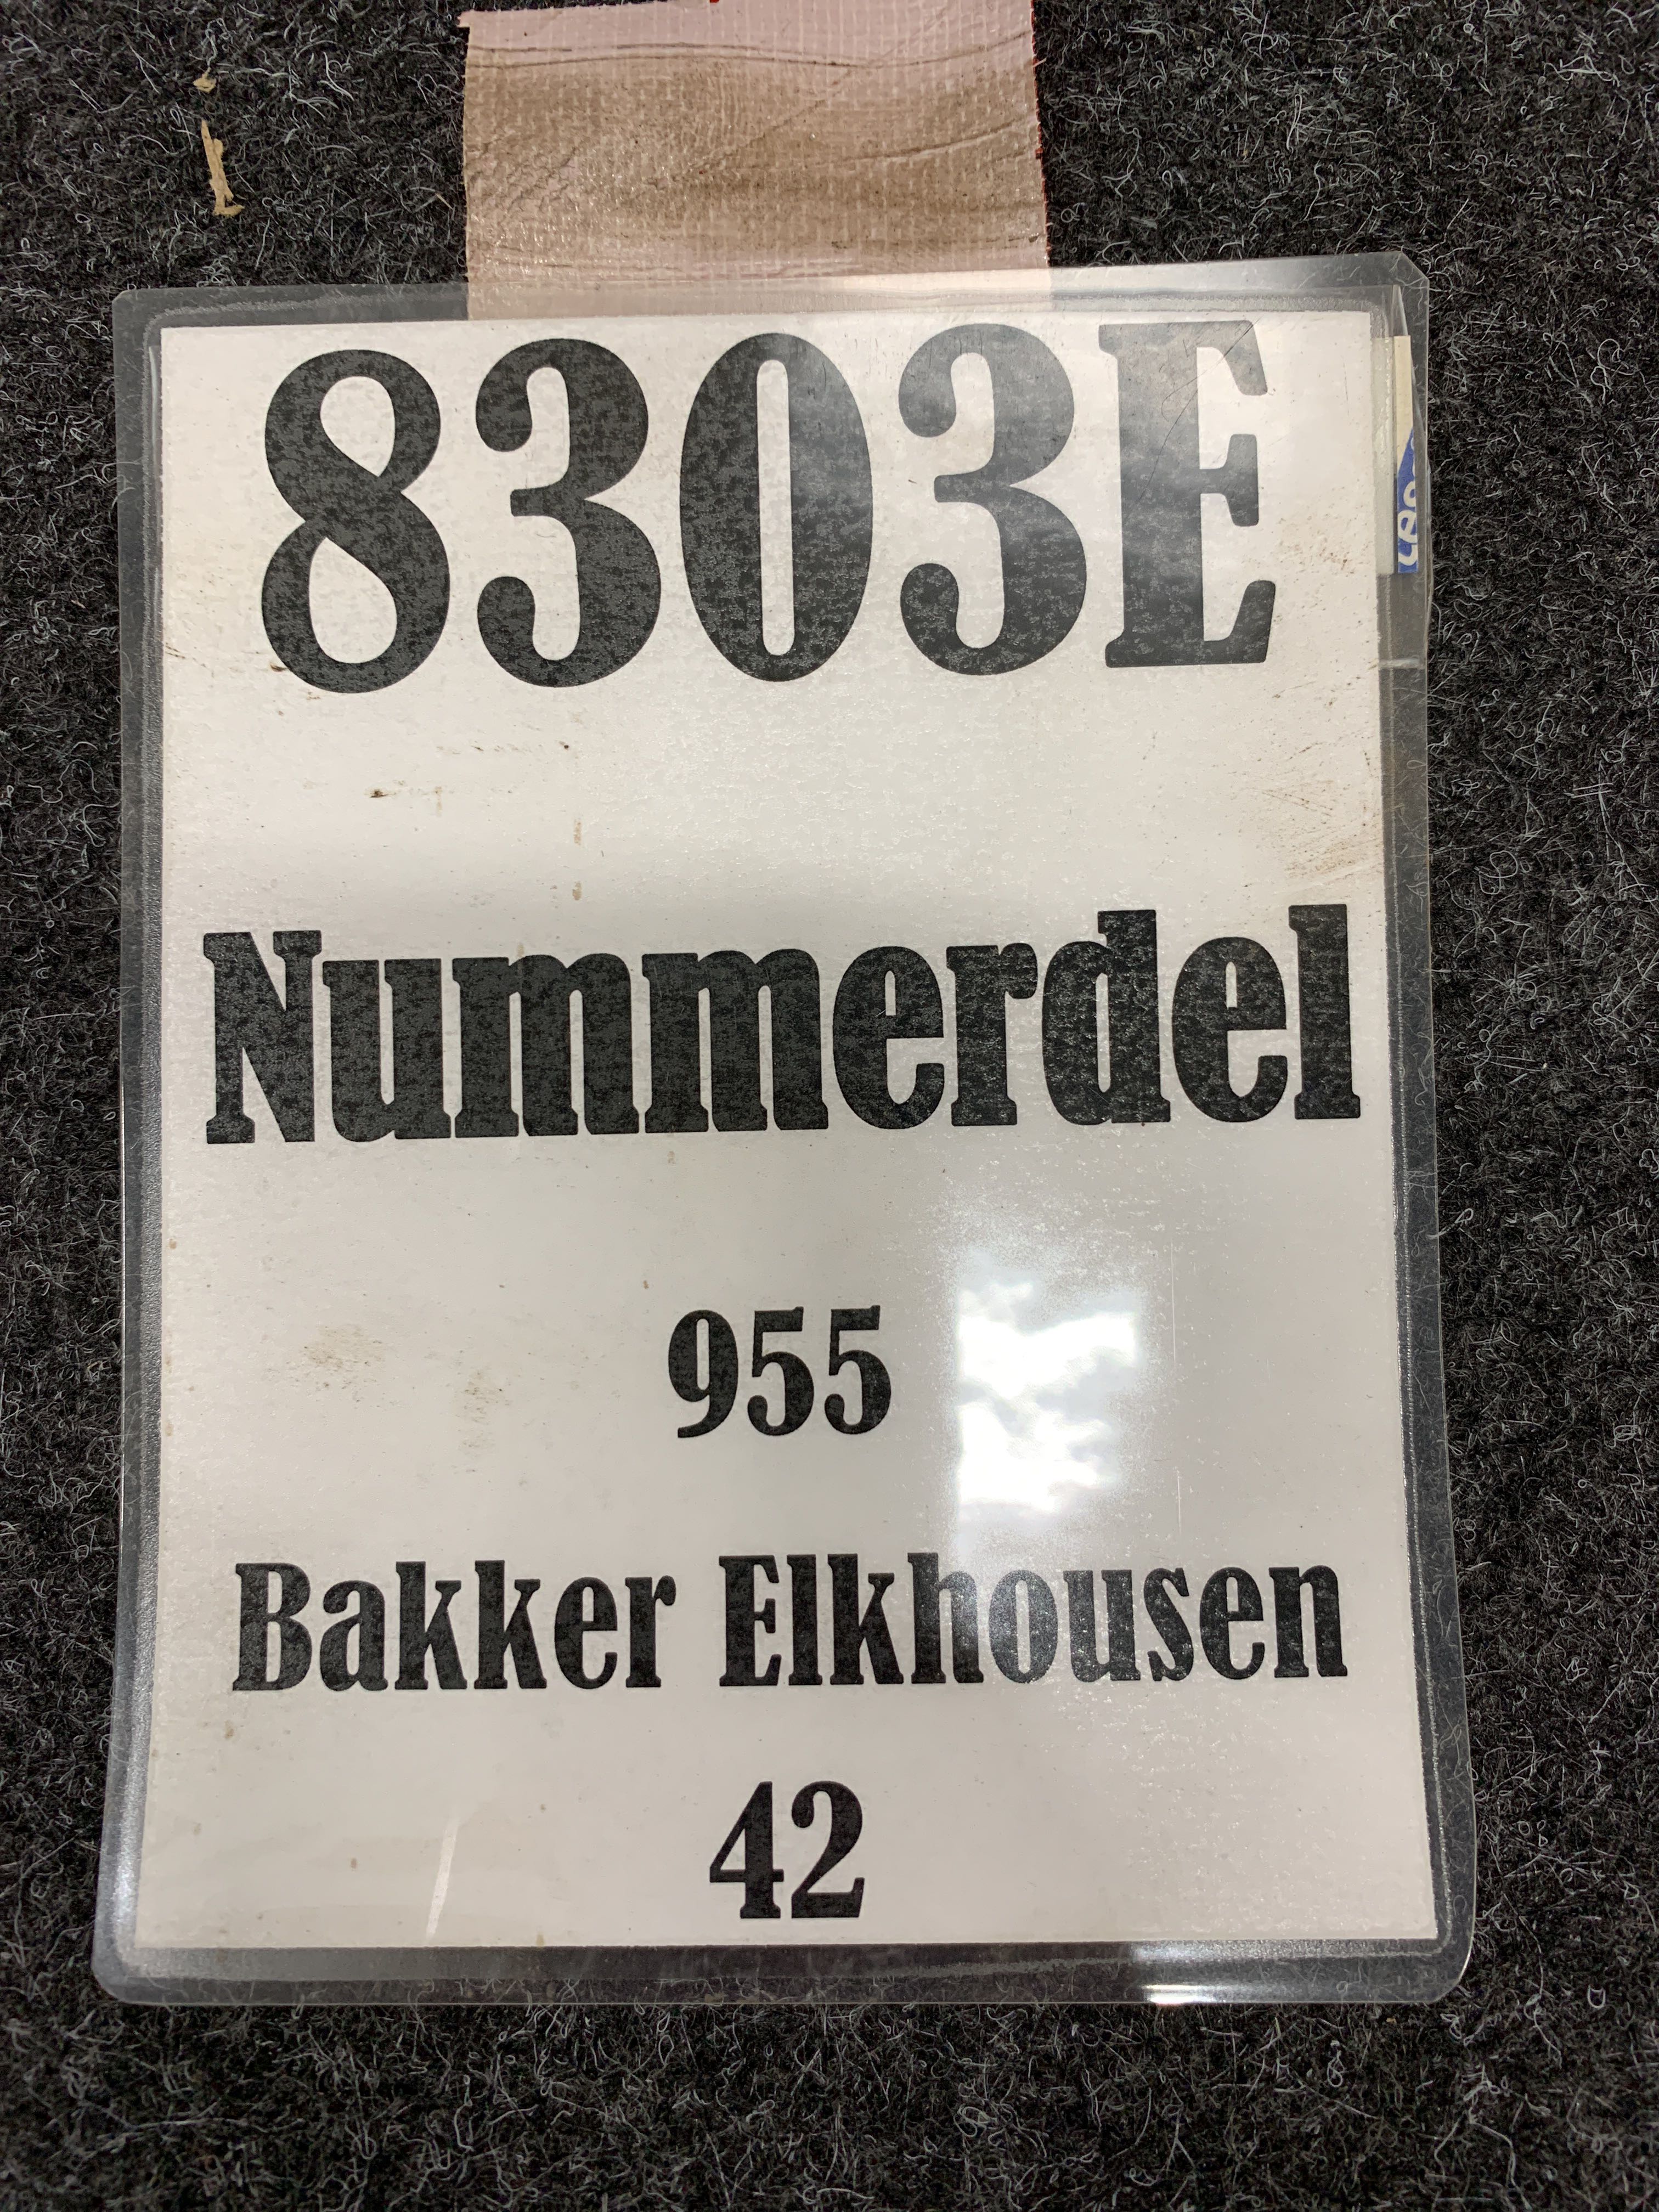 8303E
Nummerdel
955
Bakker Elkhousen
42